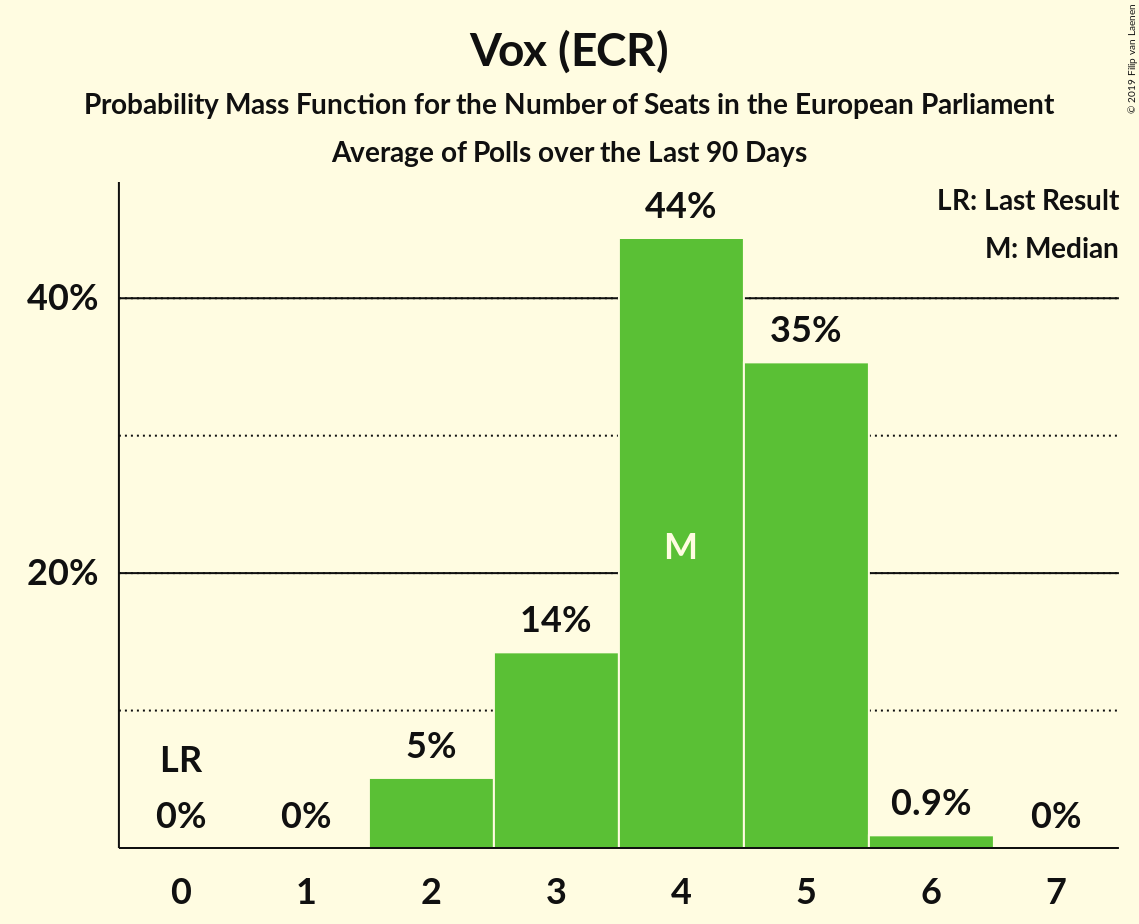 Vox (ECR)
Probability Mass Function for the Number of Seats in the European Parliament
Average of Polls over the Last 90 Days
© 2019 Filip van Laenen
LR: Last Result
M: Median
44%
40%
35%
M
20%
14%
5%
LR
0%
0%
0.9%
0%
0 1 2 3 4 5 6 7